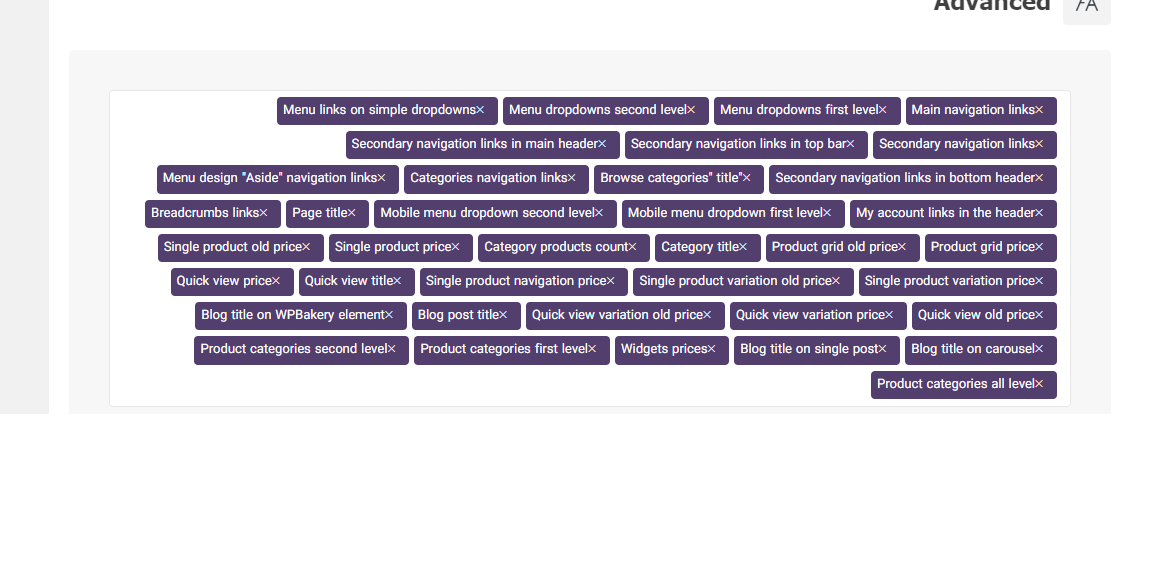 Advanced
Menu links on simple dropdowns× Menu dropdowns second level× Menu dropdowns first level× Main navigation links×
Secondary navigation links in main header× Secondary navigation links in top bar× Secondary navigation links×
Menu design "Aside" navigation links× Categories navigation links× Browse categories" title"× Secondary navigation links in bottom header×
Breadcrumbs links× Page title× Mobile menu dropdown second level× Mobile menu dropdown first level× My account links in the header×
Single product old price× Single product price× Category products count× Category title× Product grid old price× Product grid price×
Quick view price× Quick view title× Single product navigation price× Single product variation old price× Single product variation price×
Blog title on WPBakery element× Blog post title× Quick view variation old price× Quick view variation price× Quick view old price×
Product categories second level× Product categories first level× Widgets prices× Blog title on single post× Blog title on carousel×
Product categories all level×